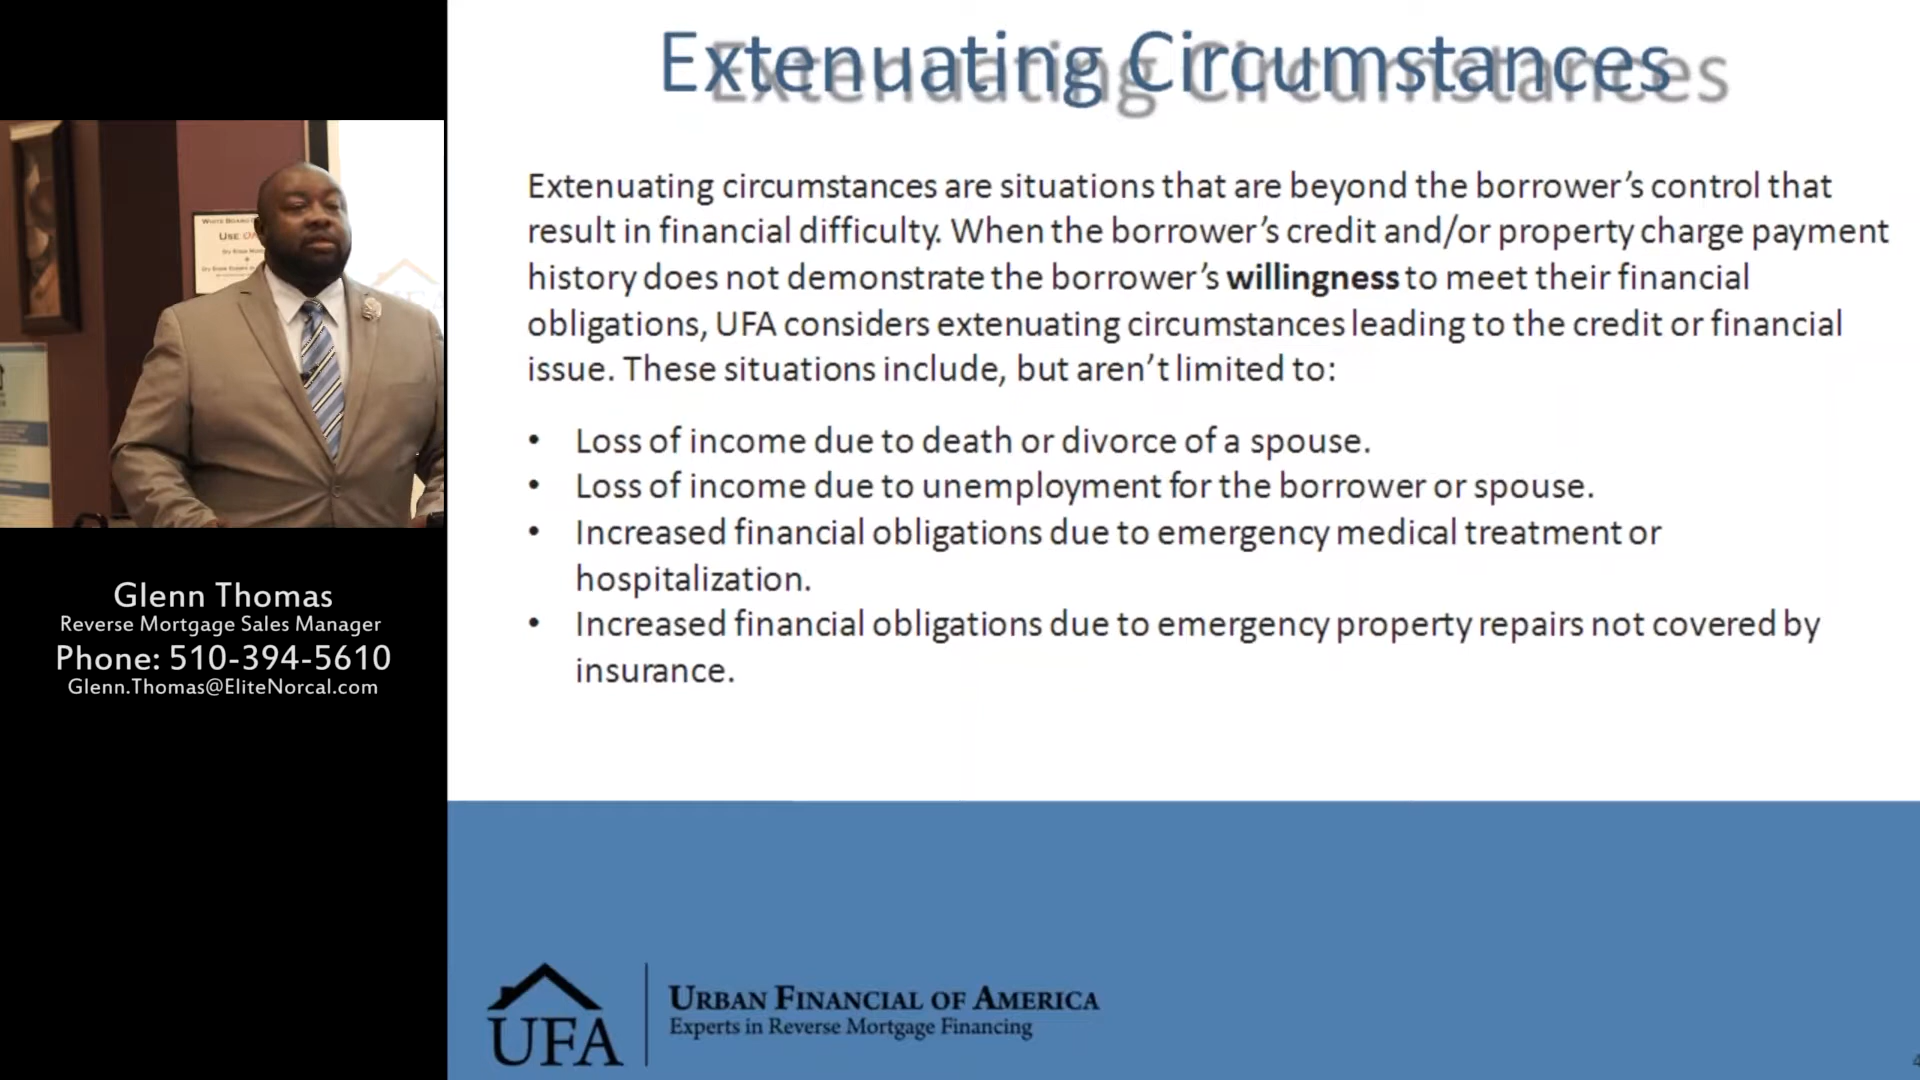 Extenuating Circumstances
Extenuating circumstances are situations that are beyond the borrower’s control that
result in financial difficulty. When the borrower’s credit and/or property charge payment
history does not demonstrate the borrower’s willingness to meet their financial
obligations, UFA considers extenuating circumstances leading to the credit or financial
issue. These situations include, but aren’t limited to:
• Loss of income due to death or divorce of a spouse.
• Loss of income due to unemployment for the borrower or spouse.
• Increased financial obligations due to emergency medical treatment or
hospitalization.
• Increased financial obligations due to emergency property repairs not covered by
insurance.
WHITE BOARD
USE
Glenn Thomas
Reverse Mortgage Sales Manager
Phone: 510-394-5610
Glenn.Thomas@EliteNorcal.com
UFA
URBAN FINANCIAL OF AMERICA
Experts in Reverse Mortgage Financing